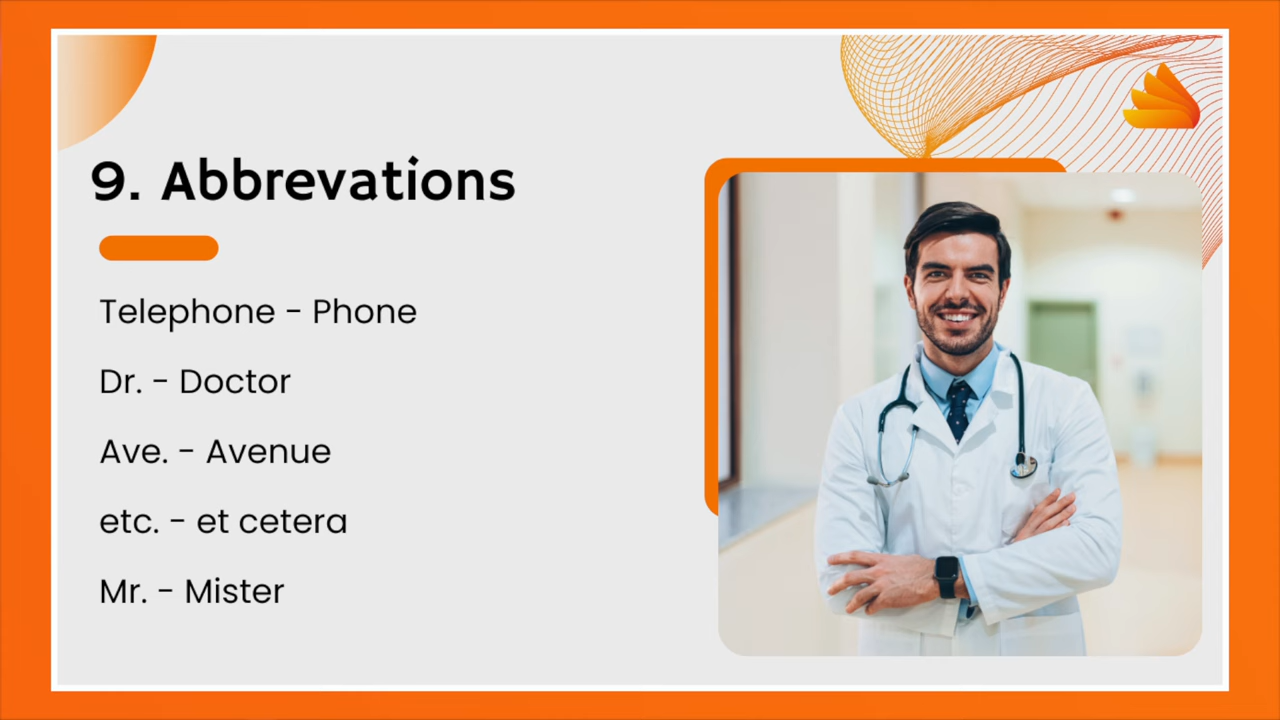 9. Abbrevations
Telephone - Phone
Dr. - Doctor
Ave. - Avenue
etc. - et cetera
Mr. - Mister